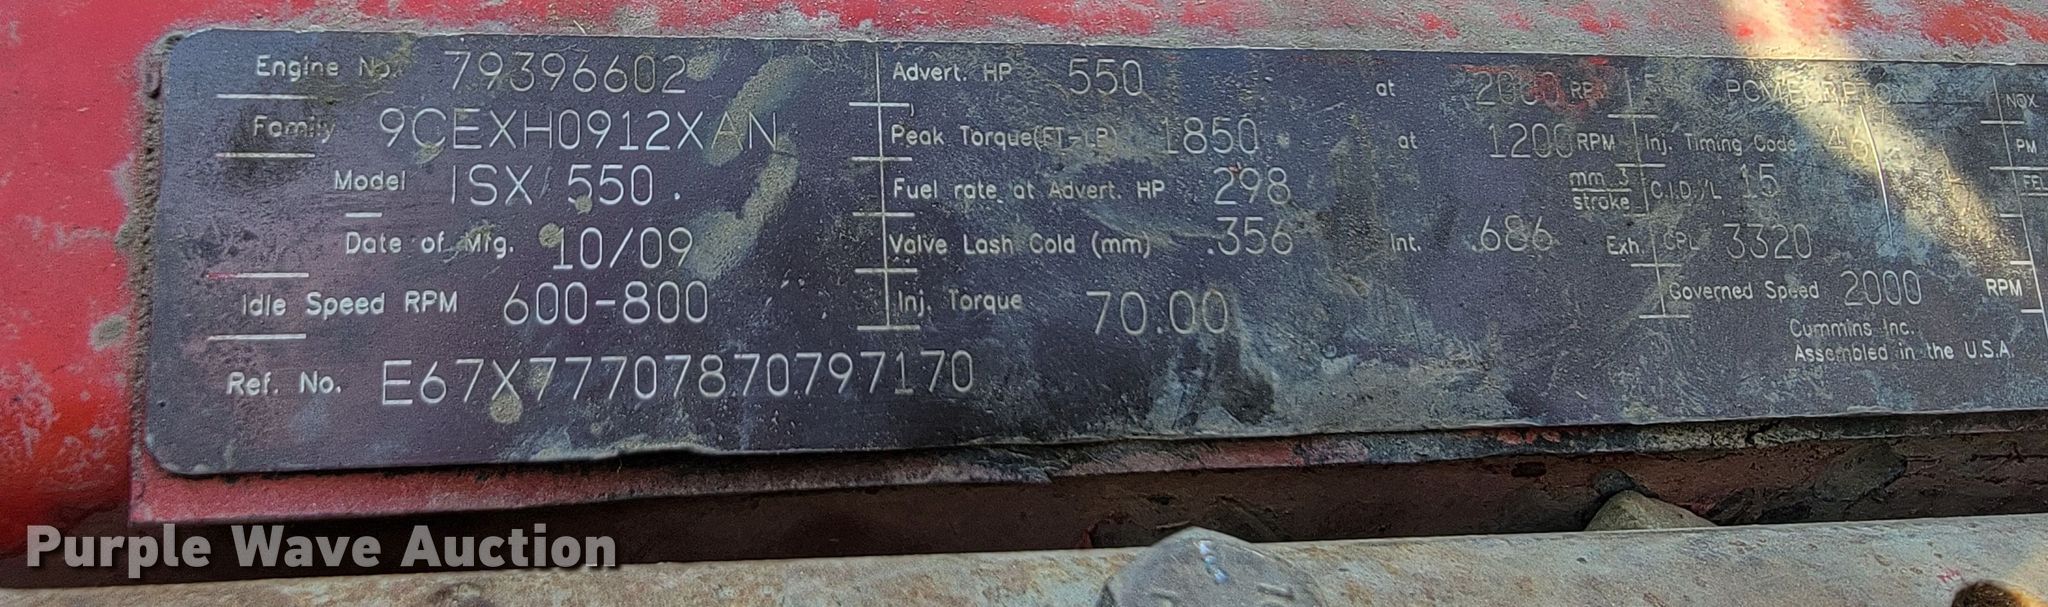 Engine No. 79396602
Family 9CEXH0912XAN
Model ISX 550
Date of Mfg. 10/09
Idle Speed RPM 600-800
Ref. No. E67X77707870797170
Advert. HP 550 at 2000 RPM
Peak Torque(FT-LB) 1850 at 1200 RPM
Fuel rate at Advert. HP 298 mm 3 stroke
Valve Lash Cold (mm) .356 Int. .686 Exh.
Inj. Torque 70.00
Inj. Timing Code
C.I.D./L 15
CPL 3320
Governed Speed 2000 RPM
Cummins Inc.
Assembled in the U.S.A.
NOX
PM
FEL
Purple Wave Auction